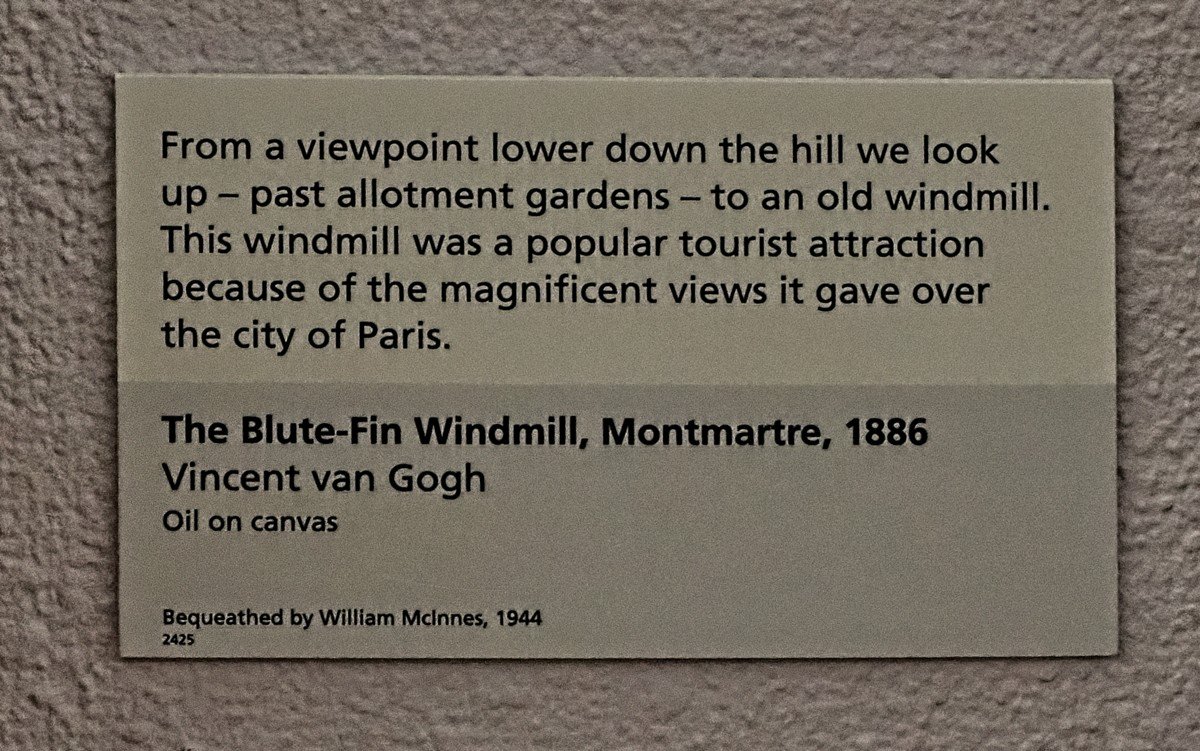 From a viewpoint lower down the hill we look
up – past allotment gardens – to an old windmill.
This windmill was a popular tourist attraction
because of the magnificent views it gave over
the city of Paris.
The Blute-Fin Windmill, Montmartre, 1886
Vincent van Gogh
Oil on canvas
Bequeathed by William McInnes, 1944
2425